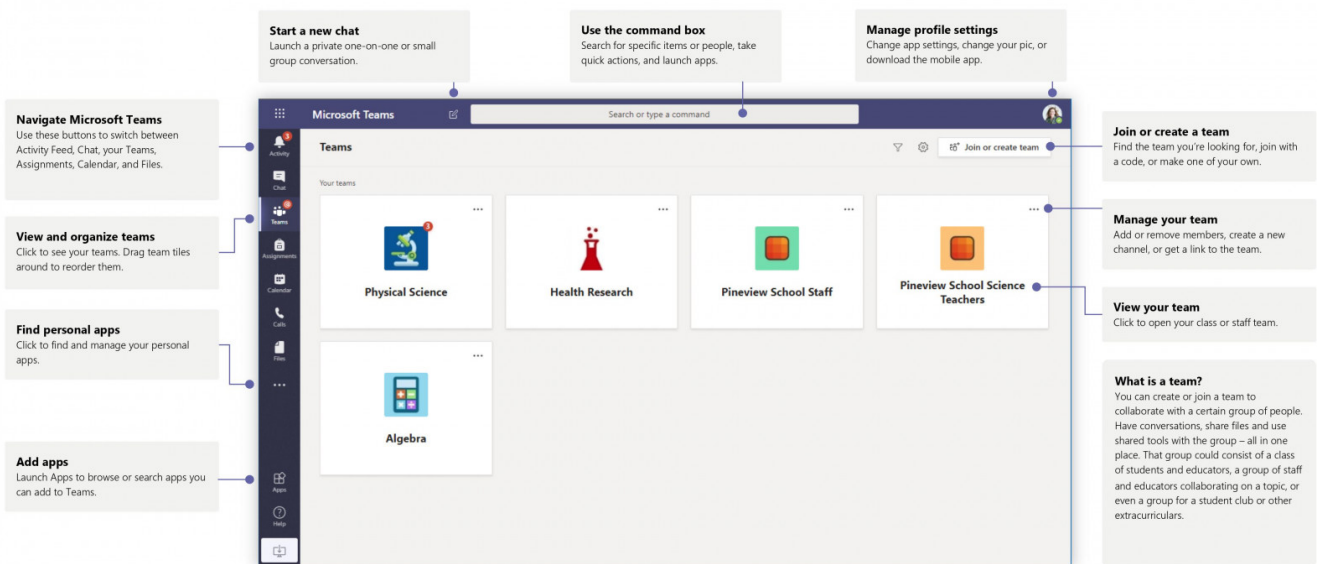 Start a new chat
Launch a private one-on-one or small
group conversation.
Use the command box
Search for specific items or people, take
quick actions, and launch apps.
Manage profile settings
Change app settings, change your pic, or
download the mobile app.
Navigate Microsoft Teams
Use these buttons to switch between
Activity Feed, Chat, your Teams,
Assignments, Calendar, and Files.
View and organize teams
Click to see your teams. Drag team tiles
around to reorder them.
Find personal apps
Click to find and manage your personal
apps.
Add apps
Launch Apps to browse or search apps you
can add to Teams.
Microsoft Teams
Search or type a command
3
Activity
Chat
Teams
Assignments
Calendar
Calls
Files
Apps
Help
Teams
Join or create team
Your teams
3
Physical Science
Health Research
Pineview School Staff
Pineview School Science
Teachers
Algebra
Join or create a team
Find the team you're looking for, join with
a code, or make one of your own.
Manage your team
Add or remove members, create a new
channel, or get a link to the team.
View your team
Click to open your class or staff team.
What is a team?
You can create or join a team to
collaborate with a certain group of people.
Have conversations, share files and use
shared tools with the group – all in one
place. That group could consist of a class
of students and educators, a group of staff
and educators collaborating on a topic, or
even a group for a student club or other
extracurriculars.